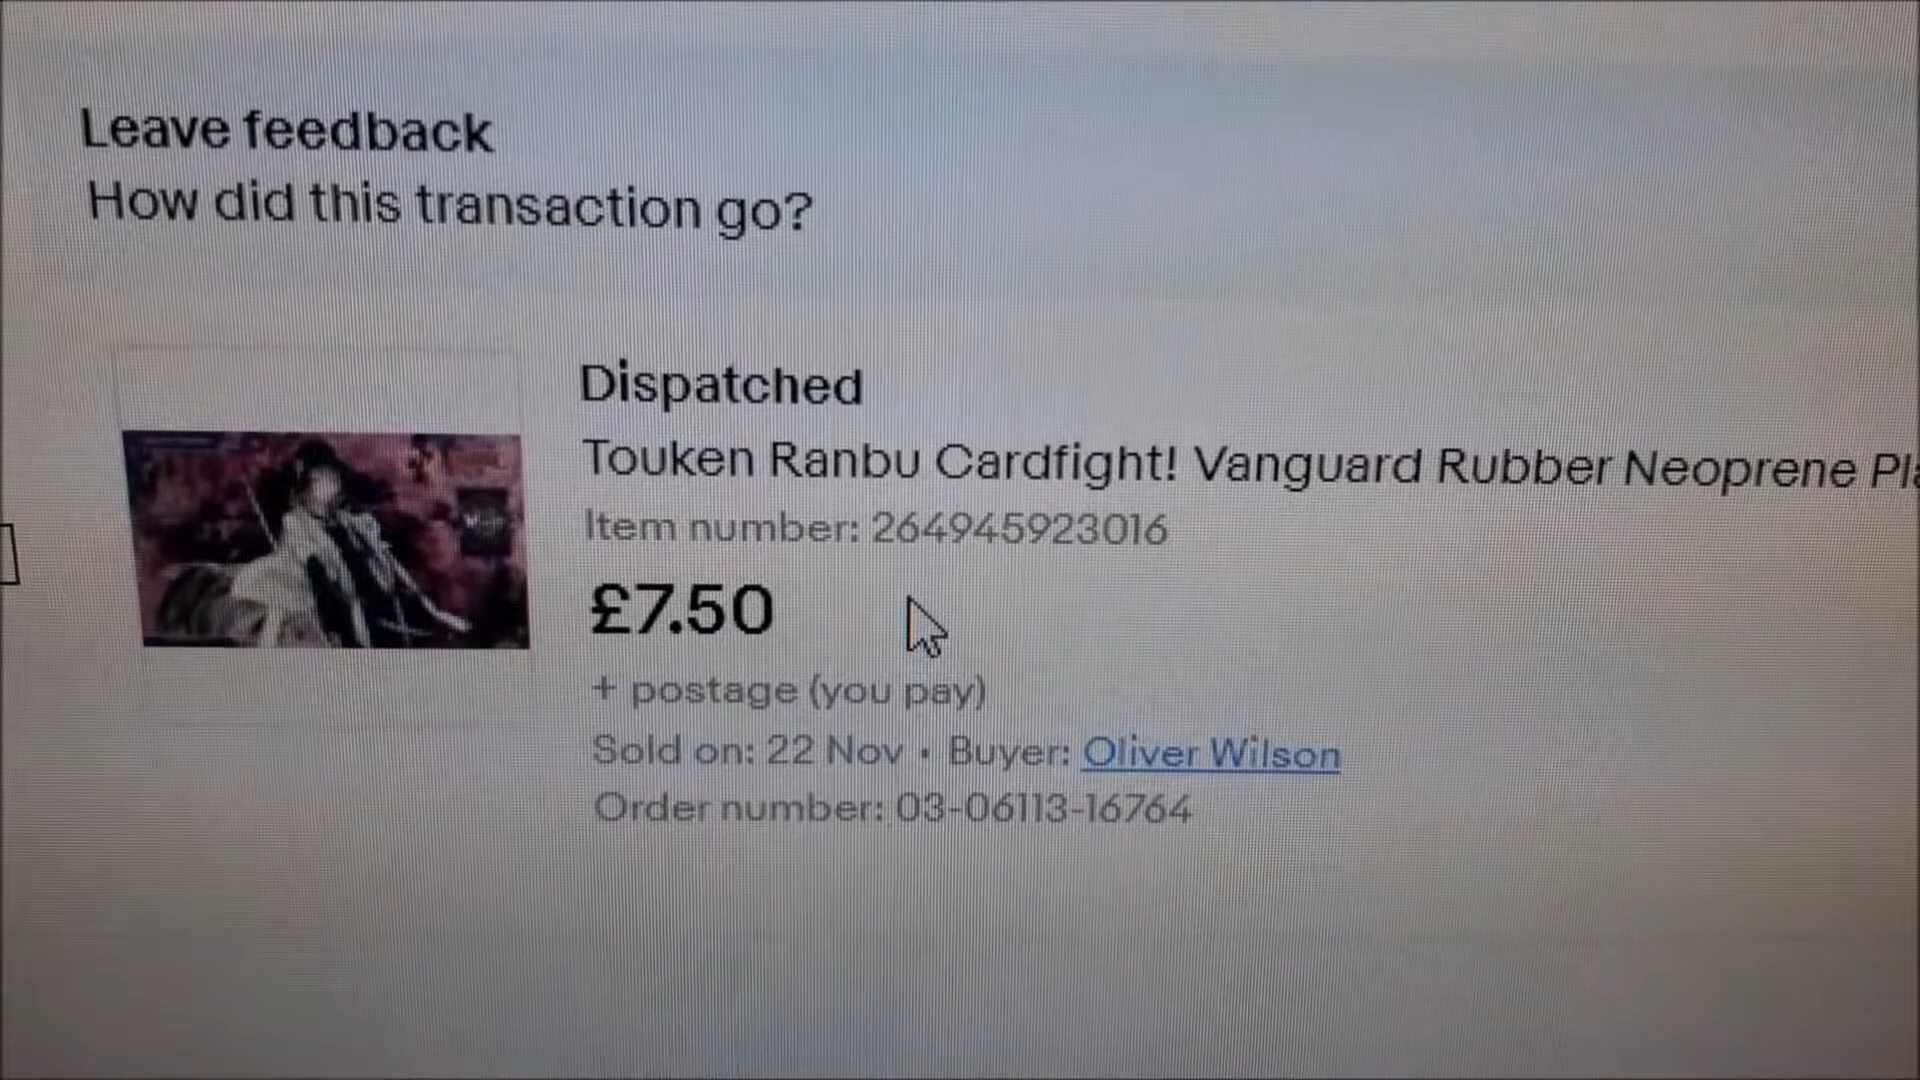 Leave feedback
How did this transaction go?
Dispatched
Touken Ranbu Cardfight! Vanguard Rubber Neoprene
Item number: 264945923016
£7.50
+ postage (you pay)
Sold on: 22 Nov • Buyer: Oliver Wilson
Order number: 03-06113-16764